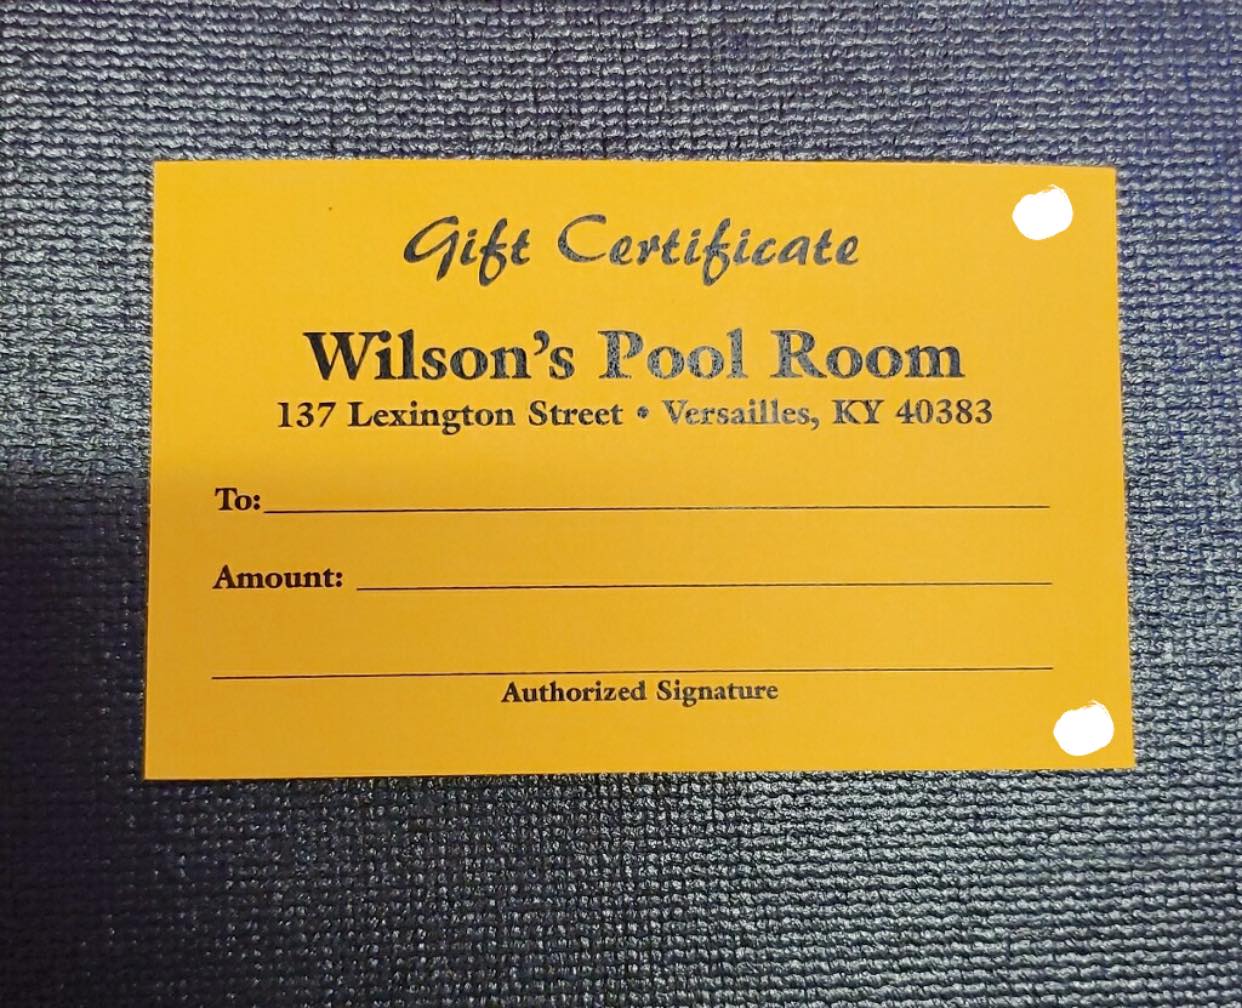 Gift Certificate
Wilson's Pool Room
137 Lexington Street • Versailles, KY 40383
To:
Amount:
Authorized Signature